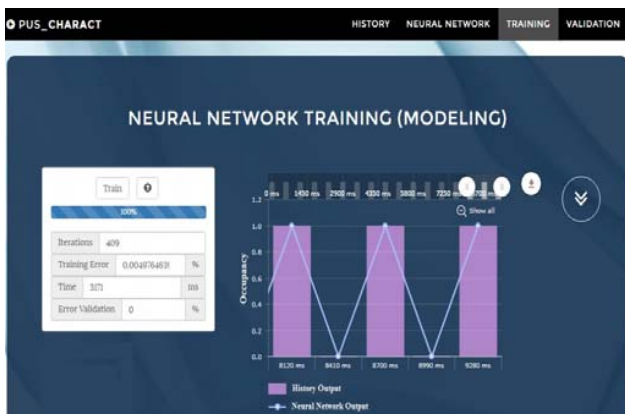 PUS_CHARACT
HISTORY NEURAL NETWORK TRAINING VALIDATION
NEURAL NETWORK TRAINING (MODELING)
Train
100%
Iterations 409
Training Error 0.0049764631 %
Time 3171 ms
Error Validation 0 %
0 ms 1450 ms 2900 ms 4350 ms 5800 ms 7250 ms
Show all
Occupancy
1.2
1.0
0.8
0.6
0.4
0.2
0.0
8120 ms 8410 ms 8700 ms 8990 ms 9280 ms
History Output
Neural Network Output